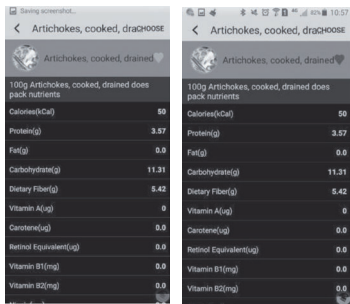 Saving screenshot...
Artichokes, cooked, draCHOOSE
Artichokes, cooked, drained
100g Artichokes, cooked, drained does
pack nutrients
Calories(kCal) 50
Protein(g) 3.57
Fat(g) 0.0
Carbohydrate(g) 11.31
Dietary Fiber(g) 5.42
Vitamin A(ug) 0
Carotene(ug) 0.0
Retinol Equivalent(ug) 0.0
Vitamin B1(mg) 0.0
Vitamin B2(mg) 0.0
82% 10:57
Artichokes, cooked, draCHOOSE
Artichokes, cooked, drained
100g Artichokes, cooked, drained does
pack nutrients
Calories(kCal) 50
Protein(g) 3.57
Fat(g) 0.0
Carbohydrate(g) 11.31
Dietary Fiber(g) 5.42
Vitamin A(ug) 0
Carotene(ug) 0.0
Retinol Equivalent(ug) 0.0
Vitamin B1(mg) 0.0
Vitamin B2(mg) 0.0